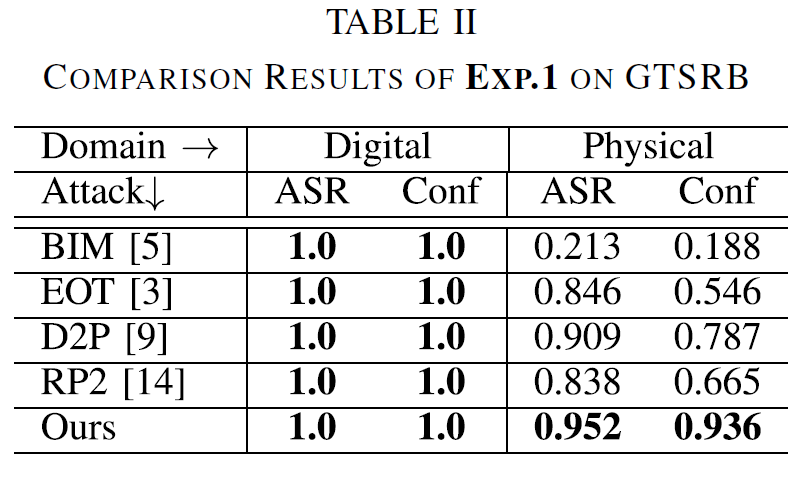 TABLE II
COMPARISON RESULTS OF EXP.1 ON GTSRB
Domain → Digital Physical
Attack↓ ASR Conf ASR Conf
BIM [5] 1.0 1.0 0.213 0.188
EOT [3] 1.0 1.0 0.846 0.546
D2P [9] 1.0 1.0 0.909 0.787
RP2 [14] 1.0 1.0 0.838 0.665
Ours 1.0 1.0 0.952 0.936